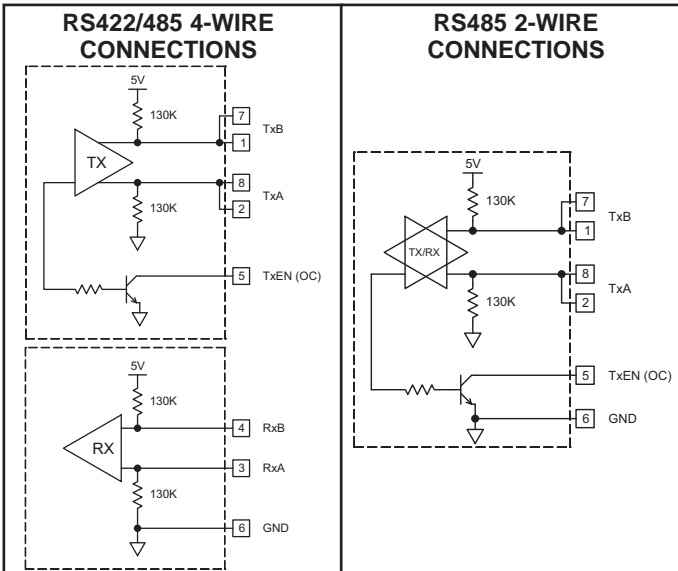 RS422/485 4-WIRE
CONNECTIONS
5V
130K
7
TxB
1
TX
8
TxA
2
130K
5
TxEN (OC)
5V
130K
4
RxB
RX
3
RxA
130K
6
GND
RS485 2-WIRE
CONNECTIONS
5V
130K
7
TxB
1
TX/RX
8
TxA
2
130K
5
TxEN (OC)
6
GND